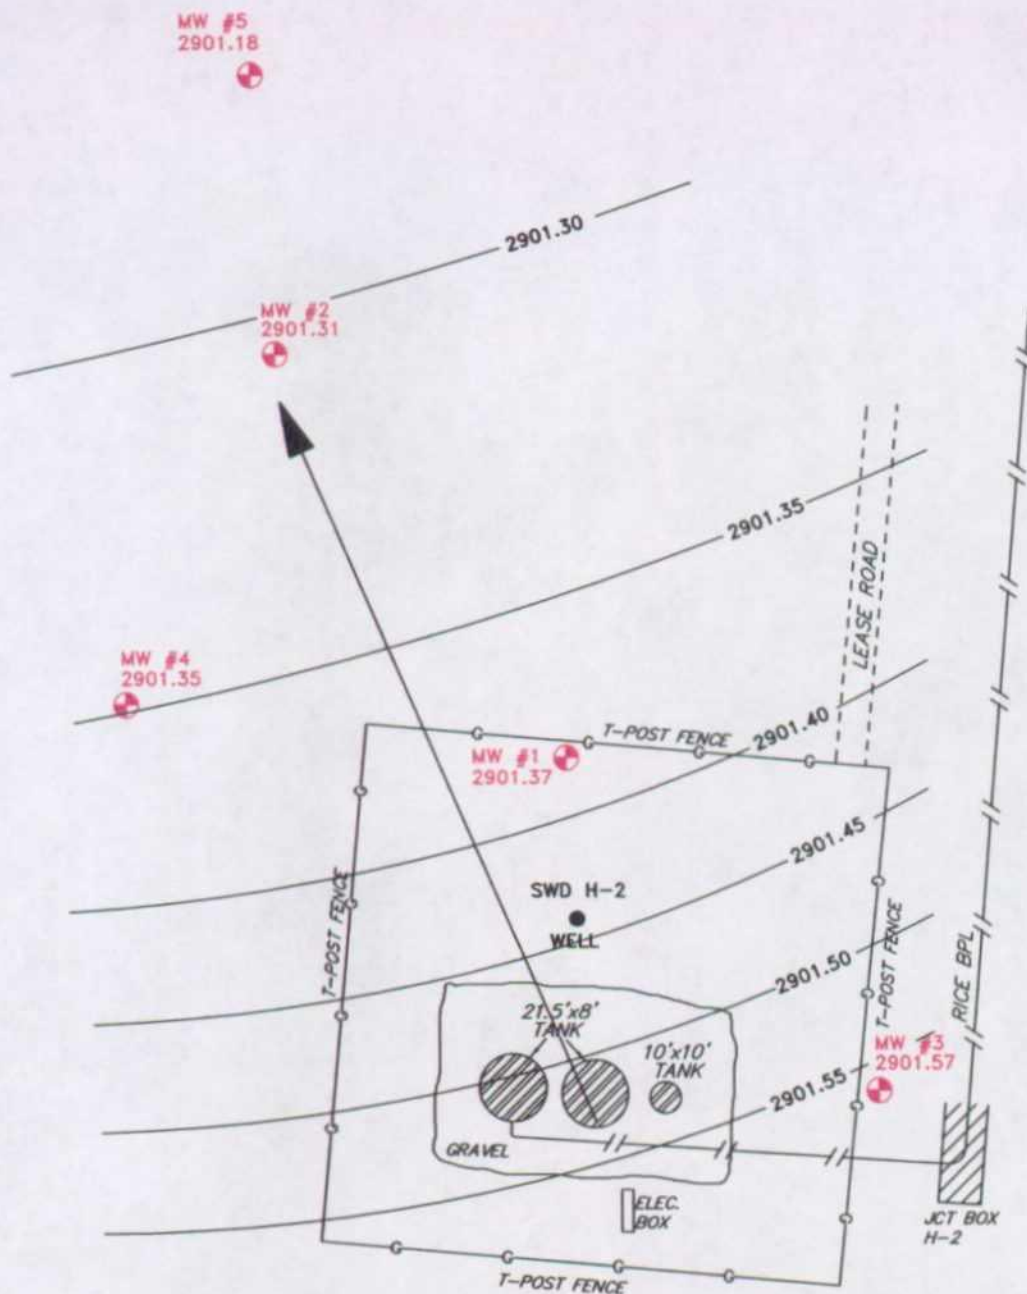 MW #5
2901.18
2901.30
MW #2
2901.31
2901.35
LEASE ROAD
MW #4
2901.35
T-POST FENCE
2901.40
MW #1
2901.37
2901.45
SWD H-2
WELL
T-POST FENCE
T-POST FENCE
RICE BPL
2901.50
21.5'x8'
TANK
10'x10'
TANK
MW #3
2901.57
2901.55
GRAVEL
ELEC.
BOX
JCT BOX
H-2
T-POST FENCE